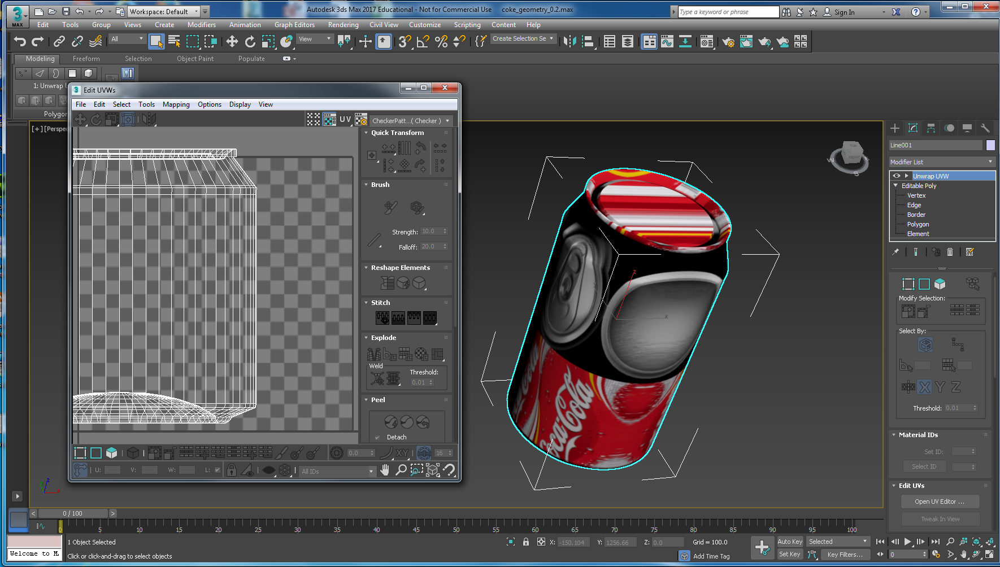 Workspace: Default
Autodesk 3ds Max 2017 Educational - Not for Commercial Use coke_geometry_0.2.max
Type a keyword or phrase
Sign In
3
MAX
Edit Tools Group Views Create Modifiers Animation Graph Editors Rendering Civil View Customize Scripting Content Help
All
View
Create Selection Se
Modeling Freeform Selection Object Paint Populate
1: Unwrap
Polygon
[+][Perspec
3 Edit UVWs
File Edit Select Tools Mapping Options Display View
UV
CheckerPatt...( Checker )
Quick Transform
Brush
Strength: 10.0
Falloff: 20.0
Reshape Elements
Stitch
Explode
Weld
Threshold:
0.01
Peel
Detach
0.0
XY
16
U:
V:
W:
L:
All IDs
Coca-Cola
FRONT
W
S
Line001
Modifier List
Unwrap UVW
Editable Poly
Vertex
Edge
Border
Polygon
Element
Modify Selection:
Select By:
X Y Z
Threshold: 0.01
Material IDs
Set ID:
Select ID
Edit UVs
Open UV Editor ...
Tweak In View
< 0 / 100 >
0 5 10 15 20 25 30 35 40 45 50 55 60 65 70 75 80 85 90 95 100
1 Object Selected
X: -150.104
Y: 1256.66
Z: 0.0
Grid = 100.0
Auto Key
Selected
Welcome to M
Click or click-and-drag to select objects
Add Time Tag
Set Key
Key Filters...
0